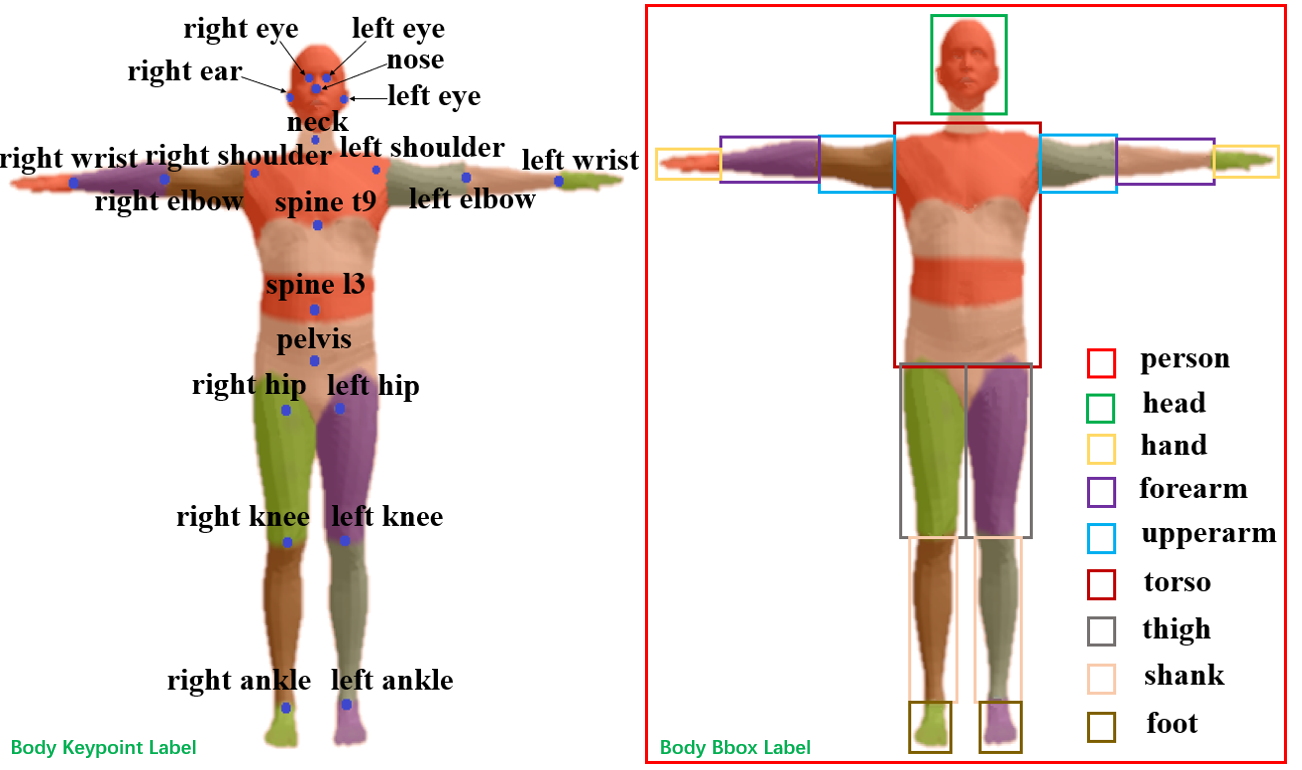 right eye
left eye
nose
right ear
left eye
neck
right wrist
right shoulder
left shoulder
left wrist
right elbow
spine t9
left elbow
spine l3
pelvis
right hip
left hip
right knee
left knee
right ankle
left ankle
Body Keypoint Label
person
head
hand
forearm
upperarm
torso
thigh
shank
foot
Body Bbox Label